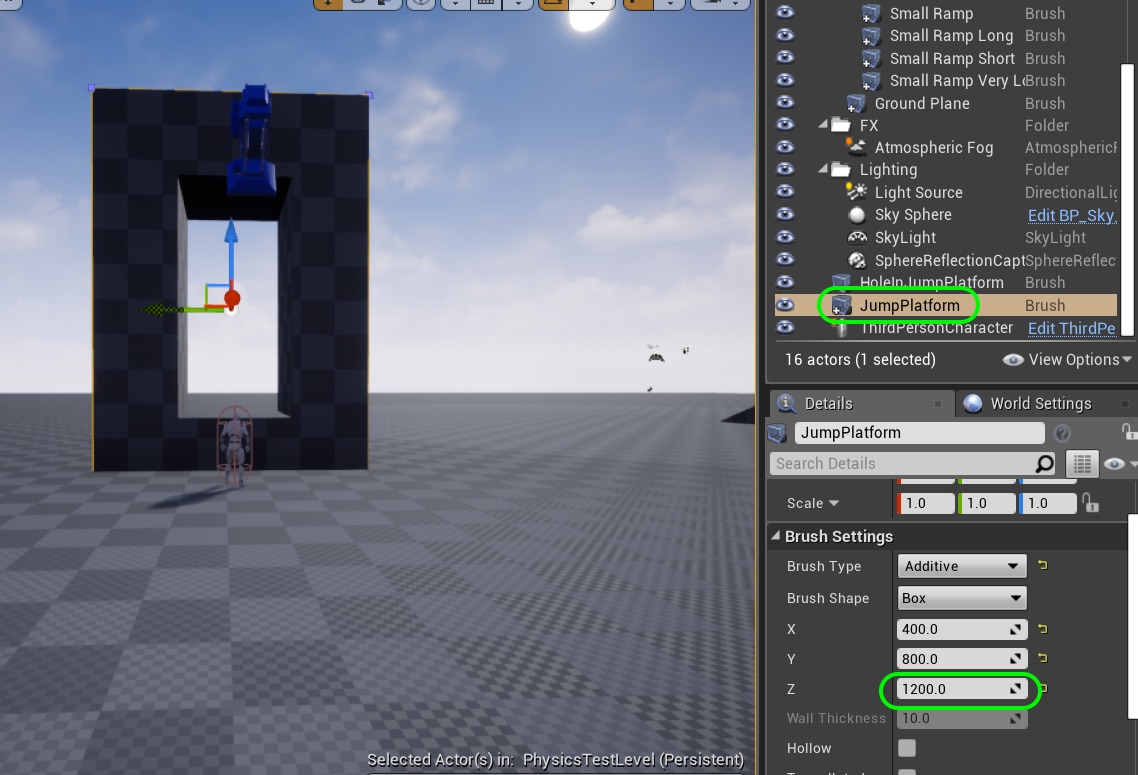 Small Ramp Brush
Small Ramp Long Brush
Small Ramp Short Brush
Small Ramp Very Lo Brush
Ground Plane Brush
FX Folder
Atmospheric Fog Atmospheric
Lighting Folder
Light Source DirectionalLig
Sky Sphere Edit BP_Sky_
SkyLight SkyLight
SphereReflectionCapt SphereReflec
HoleInJumpPlatform Brush
JumpPlatform Brush
ThirdPersonCharacter Edit ThirdPe
16 actors (1 selected) View Options
Details World Settings
JumpPlatform
Search Details
Scale 1.0 1.0 1.0
Brush Settings
Brush Type Additive
Brush Shape Box
X 400.0
Y 800.0
Z 1200.0
Wall Thickness 10.0
Hollow
Selected Actor(s) in: PhysicsTestLevel (Persistent)